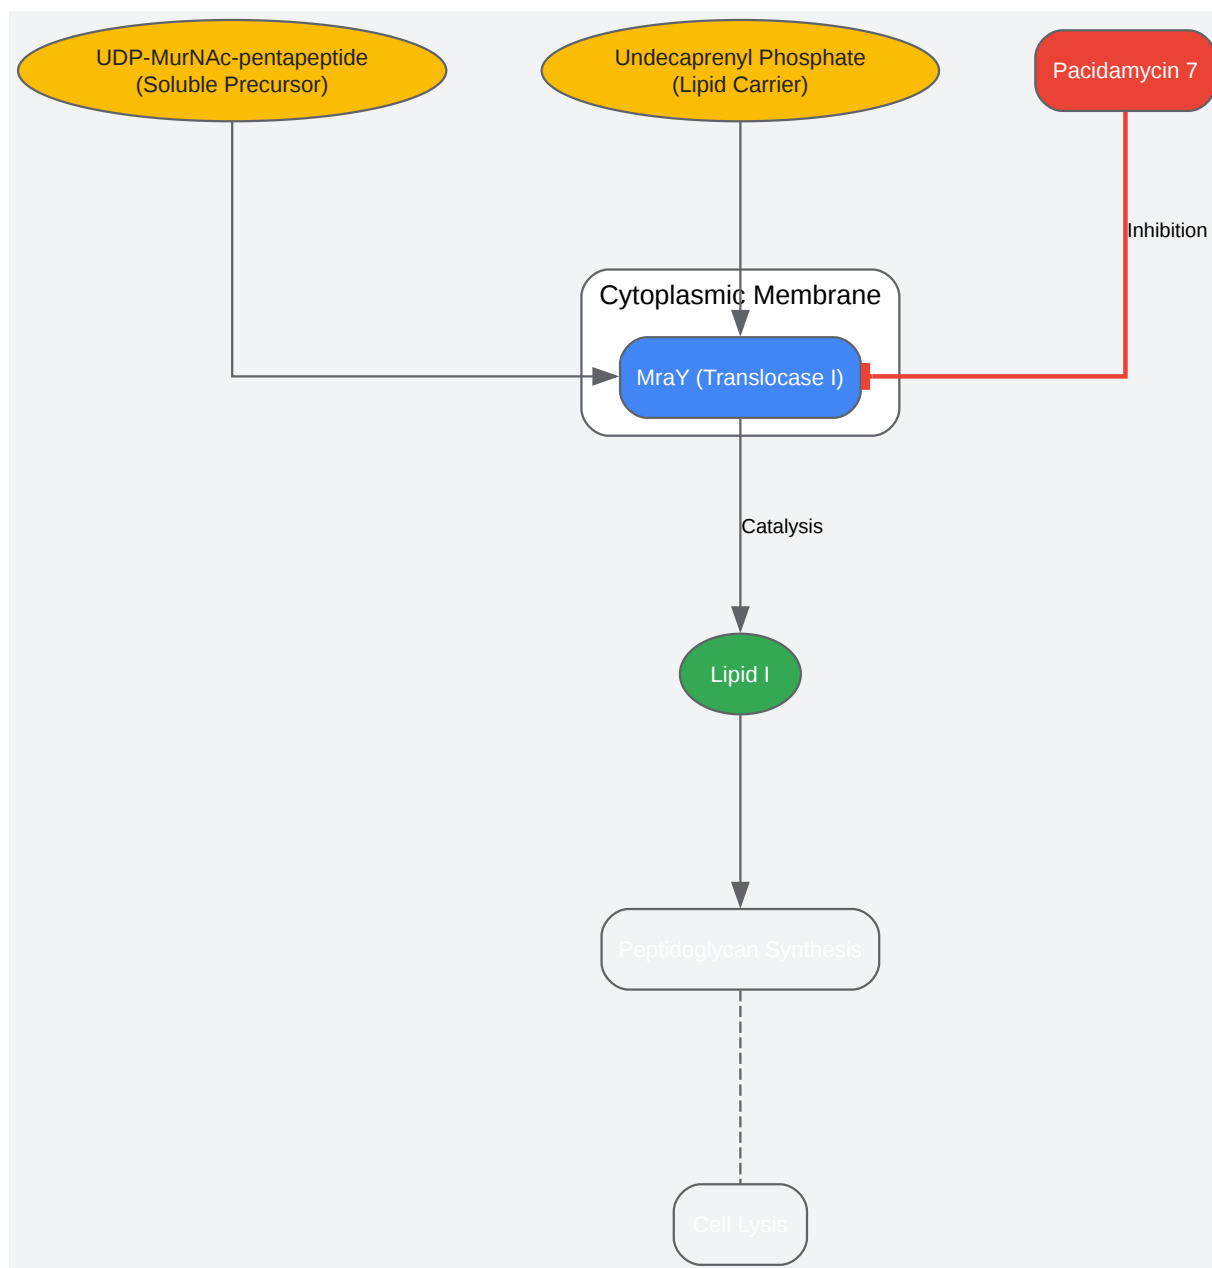 UDP-MurNAc-pentapeptide
(Soluble Precursor)
Undecaprenyl Phosphate
(Lipid Carrier)
Pacidamycin 7
Inhibition
Cytoplasmic Membrane
MraY (Translocase I)
Catalysis
Lipid I
Peptidoglycan Synthesis
Cell Lysis